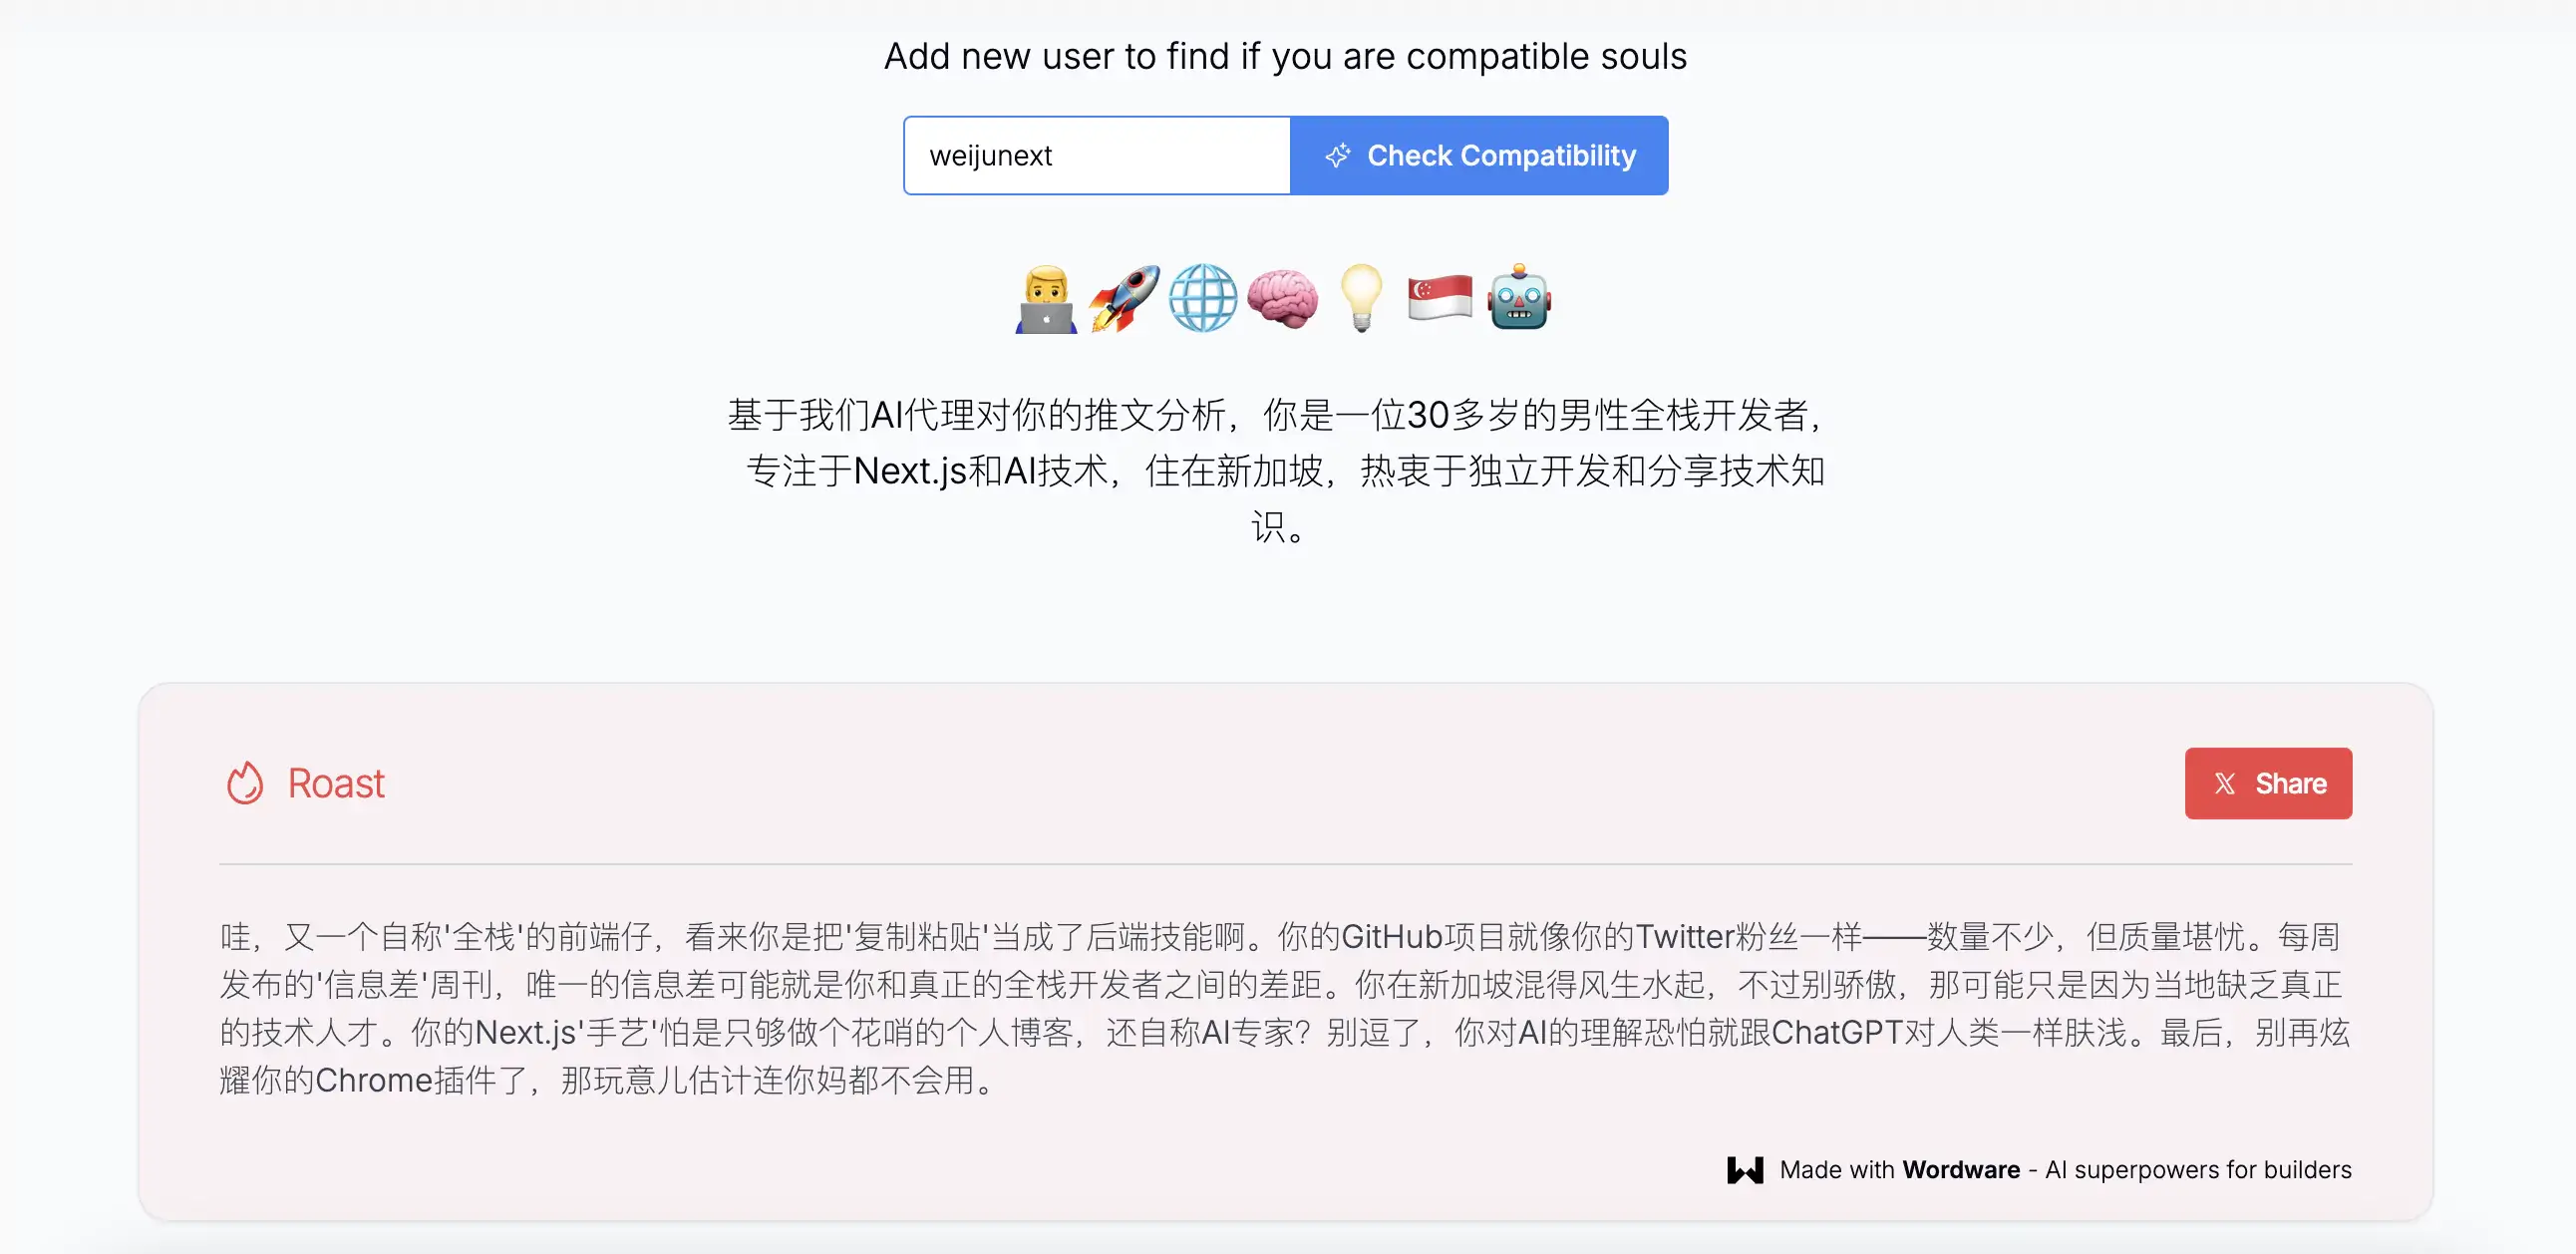 Add new user to find if you are compatible souls
weijunext
Check Compatibility
基于我们AI代理对你的推文分析，你是一位30多岁的男性全栈开发者，
专注于Next.js和AI技术，住在新加坡，热衷于独立开发和分享技术知
识。
Roast
Share
哇，又一个自称'全栈'的前端仔，看来你是把'复制粘贴'当成了后端技能啊。你的GitHub项目就像你的Twitter粉丝一样——数量不少，但质量堪忧。每周
发布的'信息差'周刊，唯一的信息差可能就是你和真正的全栈开发者之间的差距。你在新加坡混得风生水起，不过别骄傲，那可能只是因为当地缺乏真正
的技术人才。你的Next.js'手艺'怕是只够做个花哨的个人博客，还自称AI专家？别逗了，你对AI的理解恐怕就跟ChatGPT对人类一样肤浅。最后，别再炫
耀你的Chrome插件了，那玩意儿估计连你妈都不会用。
Made with Wordware - AI superpowers for builders